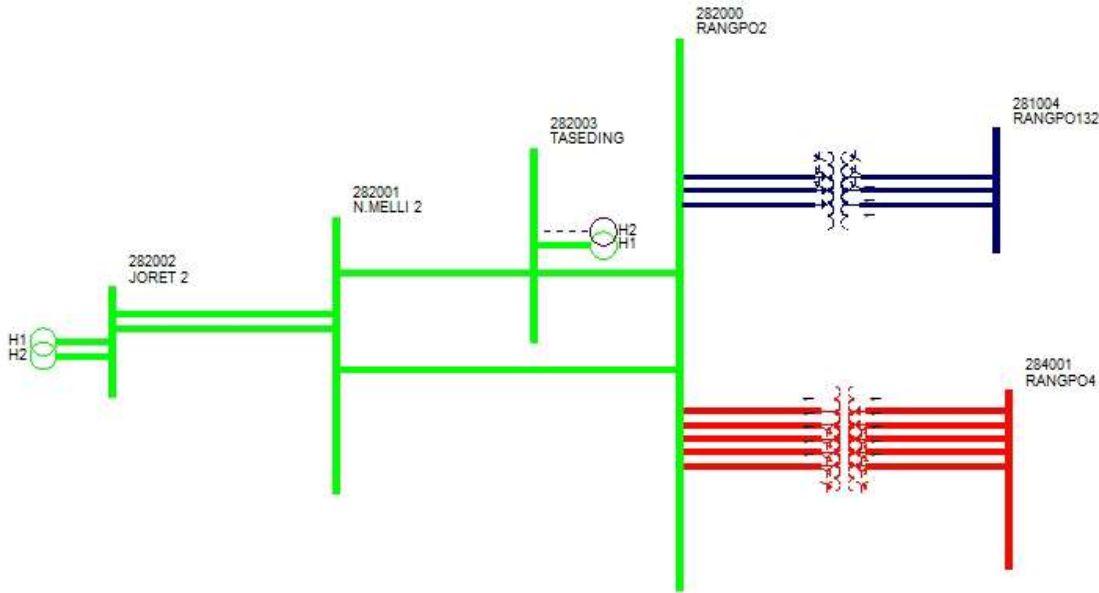 282000
RANGPO2
281004
RANGPO132
282003
TASEDING
282001
N.MELLI 2
H2
H1
282002
JORET 2
H1
H2
284001
RANGPO4